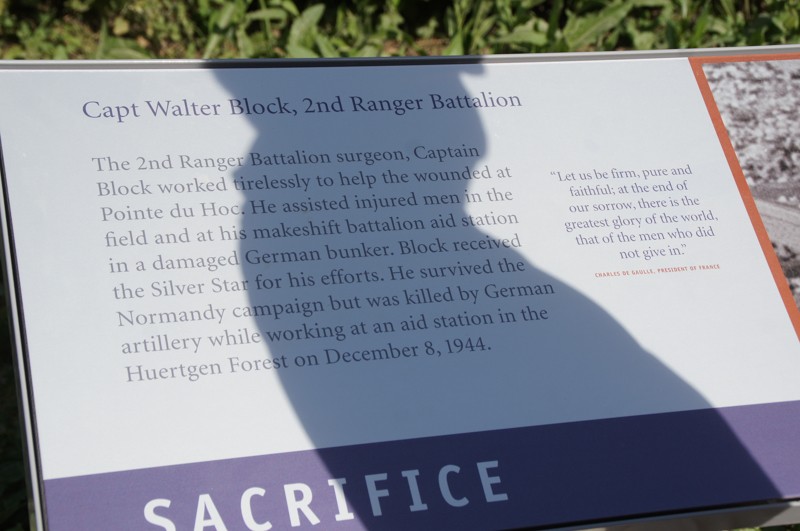 Capt Walter Block, 2nd Ranger Battalion
The 2nd Ranger Battalion surgeon, Captain
Block worked tirelessly to help the wounded at
Pointe du Hoc. He assisted injured men in the
field and at his makeshift battalion aid station
in a damaged German bunker. Block received
the Silver Star for his efforts. He survived the
Normandy campaign but was killed by German
artillery while working at an aid station in the
Huertgen Forest on December 8, 1944.
“Let us be firm, pure and
faithful; at the end of
our sorrow, there is the
greatest glory of the world,
that of the men who did
not give in.”
CHARLES DE GAULLE, PRESIDENT OF FRANCE
SACRIFICE